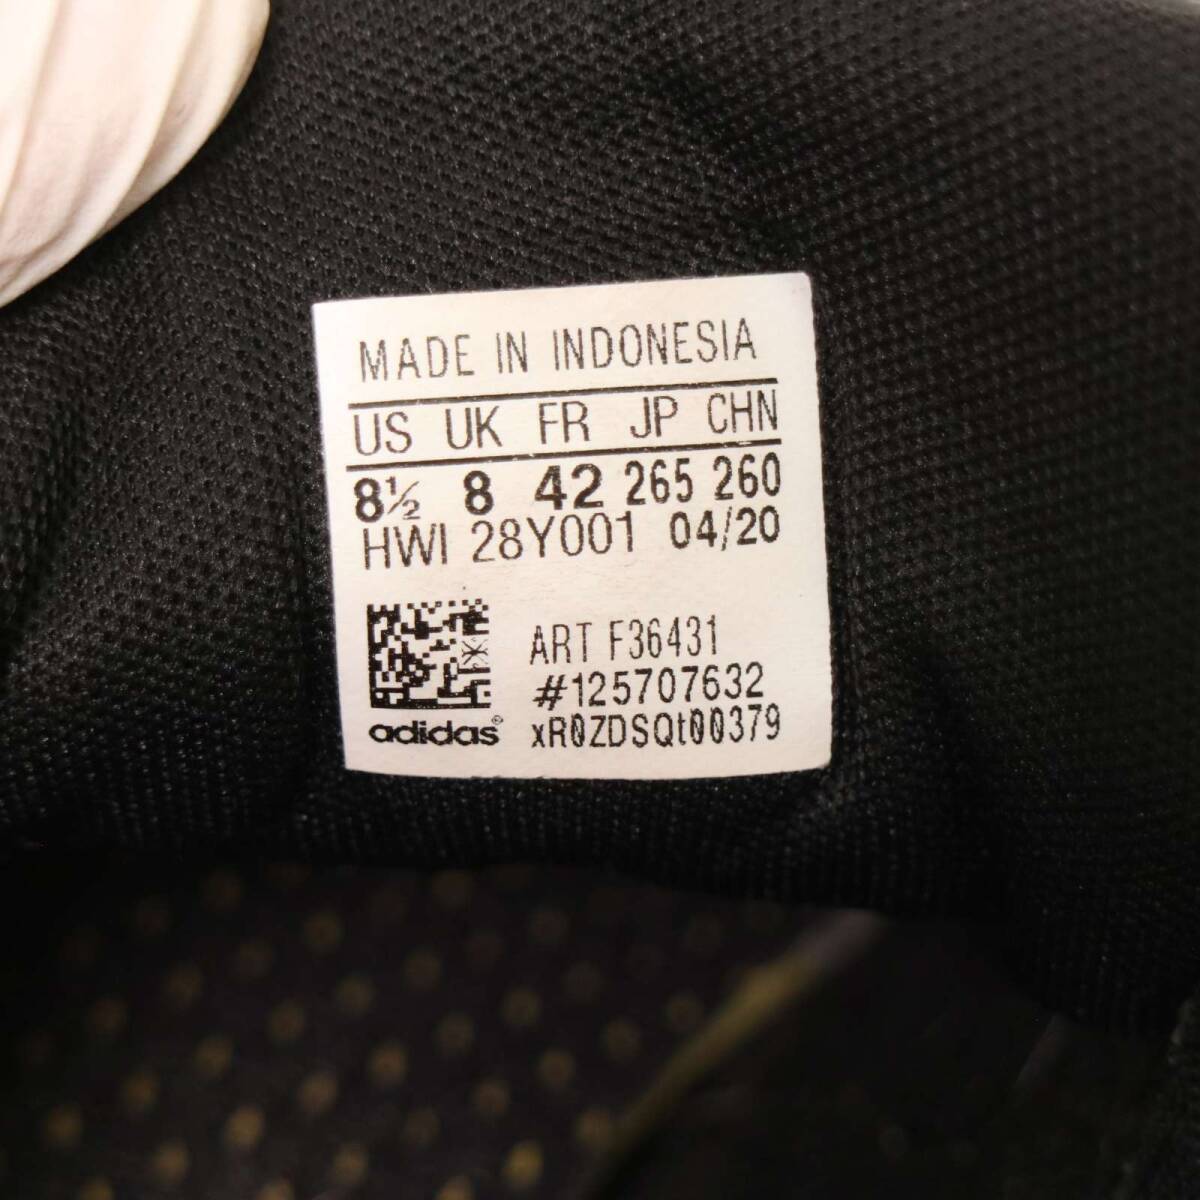 MADE IN INDONESIA
US UK FR JP CHN
8½ 8 42 265 260
HWI 28Y001 04/20
ART F36431
#125707632
adidas® xR0ZDSQt00379